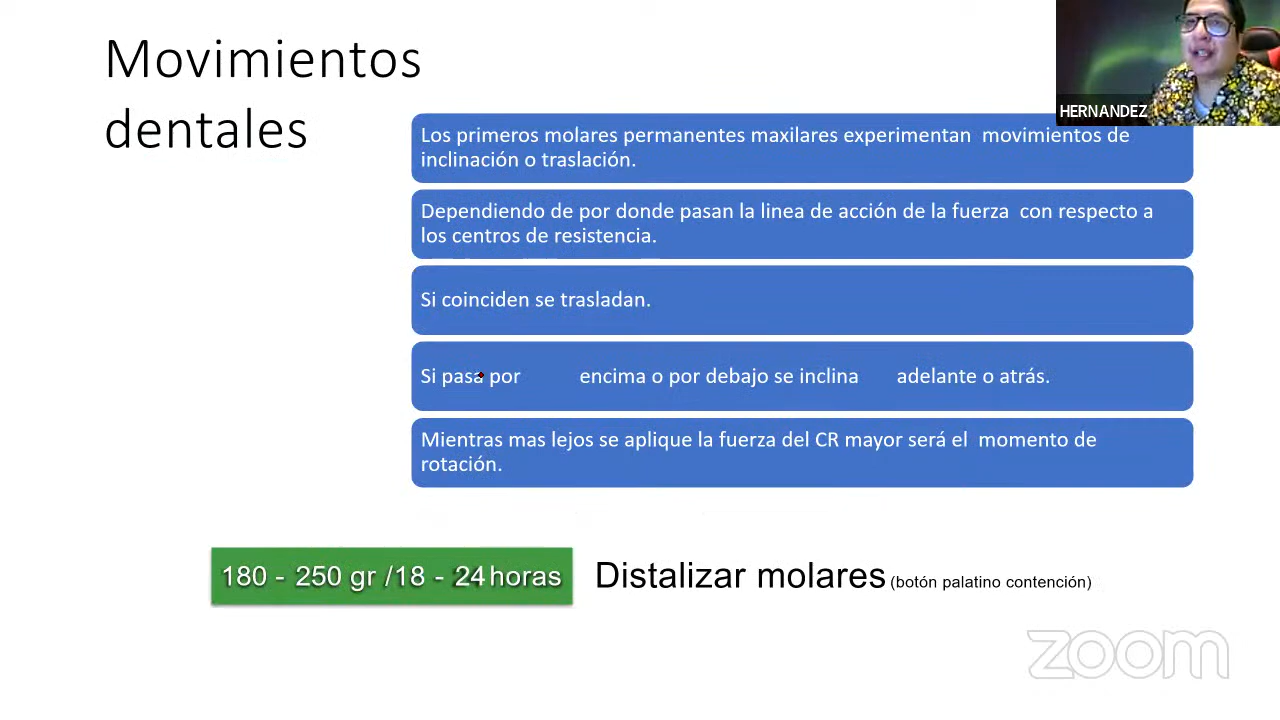 Movimientos
dentales
HERNANDEZ
Los primeros molares permanentes maxilares experimentan movimientos de
inclinación o traslación.
Dependiendo de por donde pasan la linea de acción de la fuerza con respecto a
los centros de resistencia.
Si coinciden se trasladan.
Si pasa por encima o por debajo se inclina adelante o atrás.
Mientras mas lejos se aplique la fuerza del CR mayor será el momento de
rotación.
180 - 250 gr /18 - 24 horas
Distalizar molares (botón palatino contención)
zoom